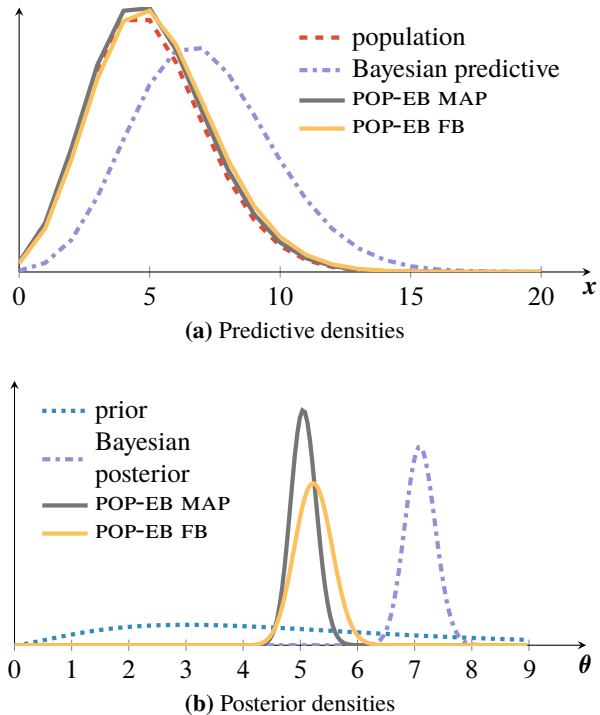 population
Bayesian predictive
POP-EB MAP
POP-EB FB
0 5 10 15 20
x
(a) Predictive densities
prior
Bayesian
posterior
POP-EB MAP
POP-EB FB
0 1 2 3 4 5 6 7 8 9 θ
(b) Posterior densities